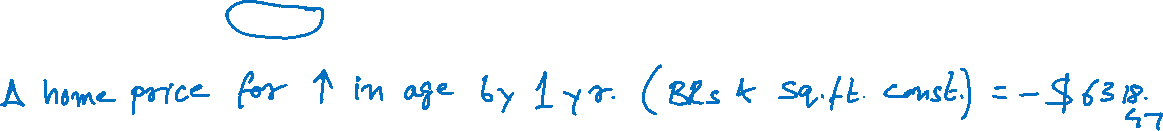 Δ home price for ↑ in age by 1 yr. (BRs & sq.ft. const.) = -$6318.47